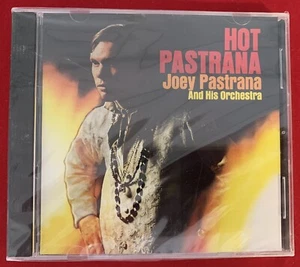 HOT
PASTRANA
Joey Pastrana
And His Orchestra